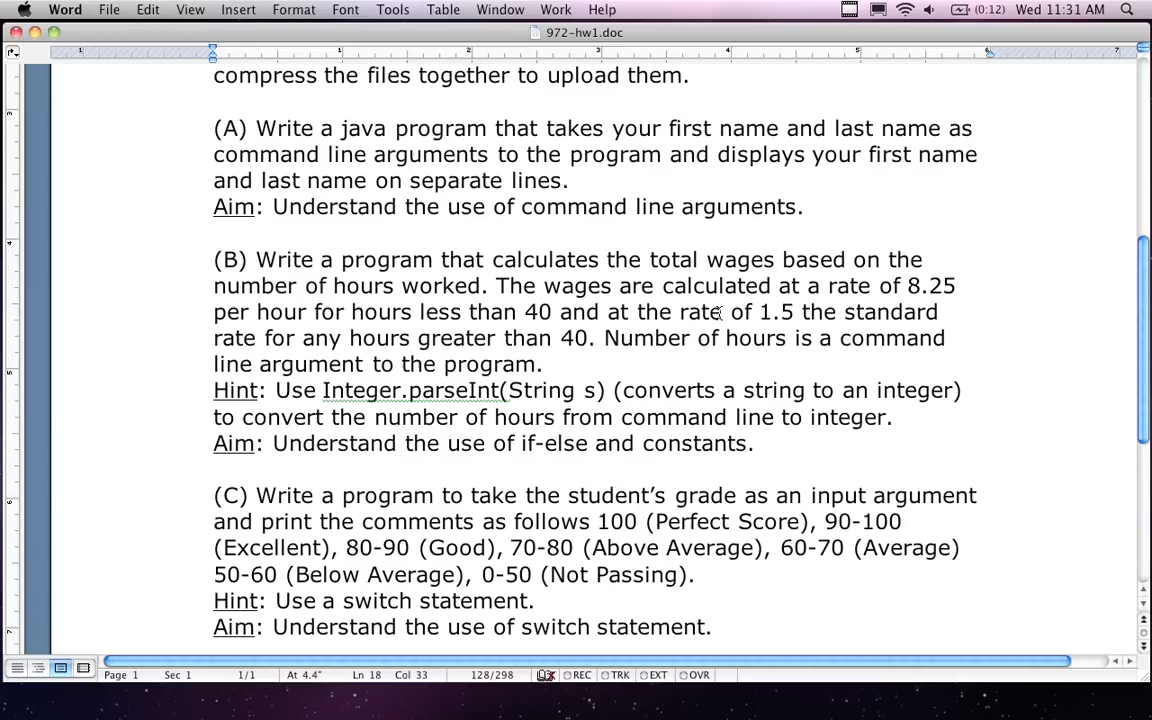 Word File Edit View Insert Format Font Tools Table Window Work Help (0:12) Wed 11:31 AM
972-hw1.doc
1 1 2 3 4 5 6 7
compress the files together to upload them.
(A) Write a java program that takes your first name and last name as
command line arguments to the program and displays your first name
and last name on separate lines.
Aim: Understand the use of command line arguments.
(B) Write a program that calculates the total wages based on the
number of hours worked. The wages are calculated at a rate of 8.25
per hour for hours less than 40 and at the rate of 1.5 the standard
rate for any hours greater than 40. Number of hours is a command
line argument to the program.
Hint: Use Integer.parseInt(String s) (converts a string to an integer)
to convert the number of hours from command line to integer.
Aim: Understand the use of if-else and constants.
(C) Write a program to take the student’s grade as an input argument
and print the comments as follows 100 (Perfect Score), 90-100
(Excellent), 80-90 (Good), 70-80 (Above Average), 60-70 (Average)
50-60 (Below Average), 0-50 (Not Passing).
Hint: Use a switch statement.
Aim: Understand the use of switch statement.
Page 1 Sec 1 1/1 At 4.4" Ln 18 Col 33 128/298 REC TRK EXT OVR